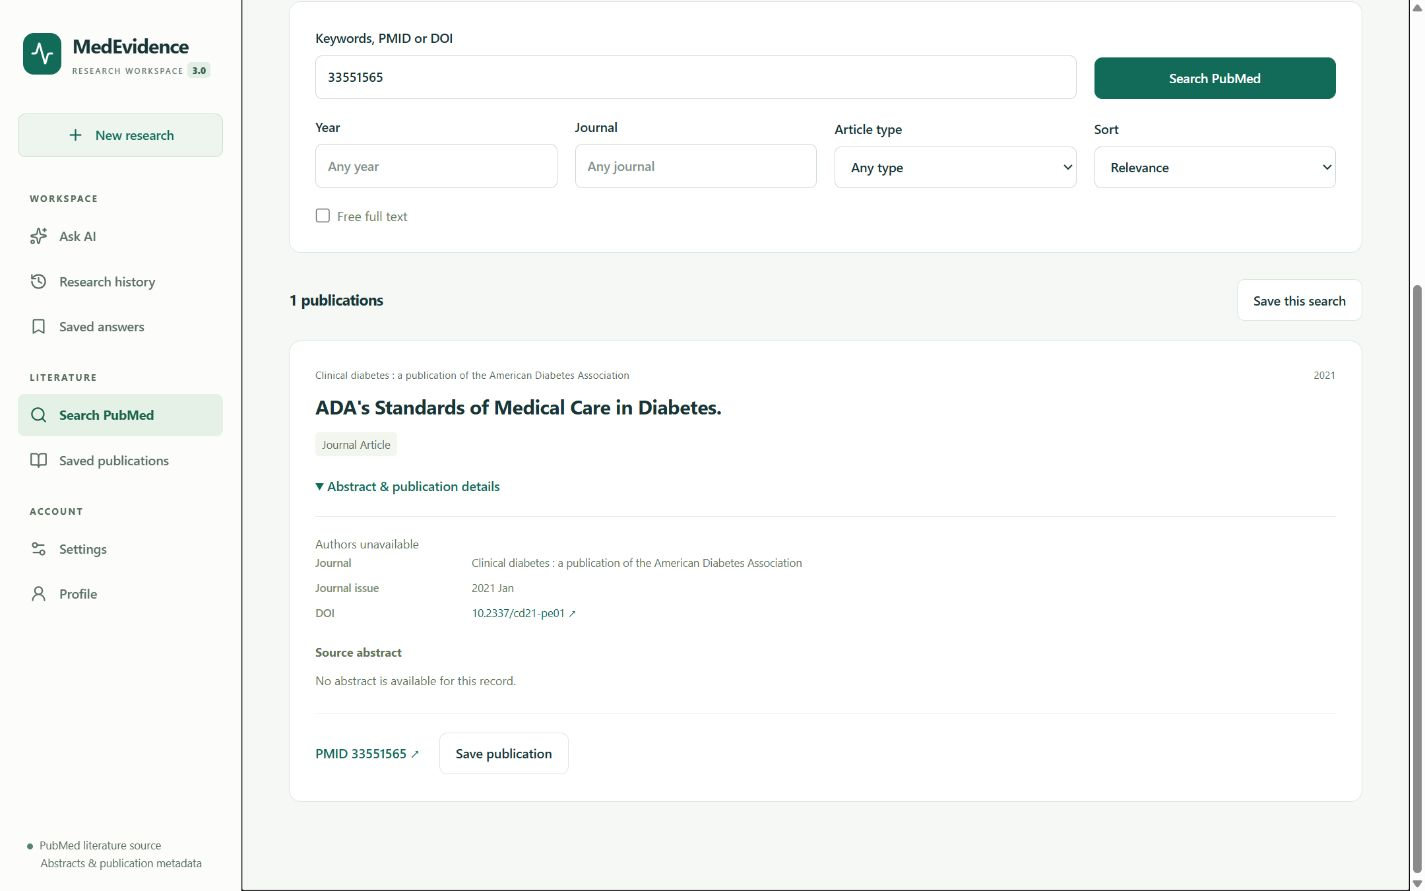 MedEvidence
RESEARCH WORKSPACE 3.0
New research
WORKSPACE
Ask AI
Research history
Saved answers
LITERATURE
Search PubMed
Saved publications
ACCOUNT
Settings
Profile
PubMed literature source
Abstracts & publication metadata
Keywords, PMID or DOI
33551565
Search PubMed
Year Journal Article type Sort
Any year Any journal Any type Relevance
Free full text
1 publications
Save this search
Clinical diabetes : a publication of the American Diabetes Association 2021
ADA's Standards of Medical Care in Diabetes.
Journal Article
▼ Abstract & publication details
Authors unavailable
Journal Clinical diabetes : a publication of the American Diabetes Association
Journal issue 2021 Jan
DOI 10.2337/cd21-pe01 ↗
Source abstract
No abstract is available for this record.
PMID 33551565 ↗ Save publication